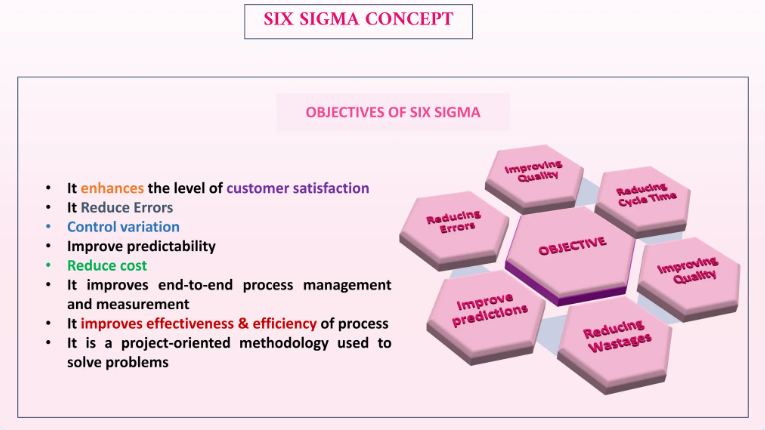 SIX SIGMA CONCEPT
OBJECTIVES OF SIX SIGMA
• It enhances the level of customer satisfaction
• It Reduce Errors
• Control variation
• Improve predictability
• Reduce cost
• It improves end-to-end process management
and measurement
• It improves effectiveness & efficiency of process
• It is a project-oriented methodology used to
solve problems
Improving
Quality
Reducing
Cycle Time
Reducing
Errors
OBJECTIVE
Improving
Quality
Improve
predictions
Reducing
Wastages